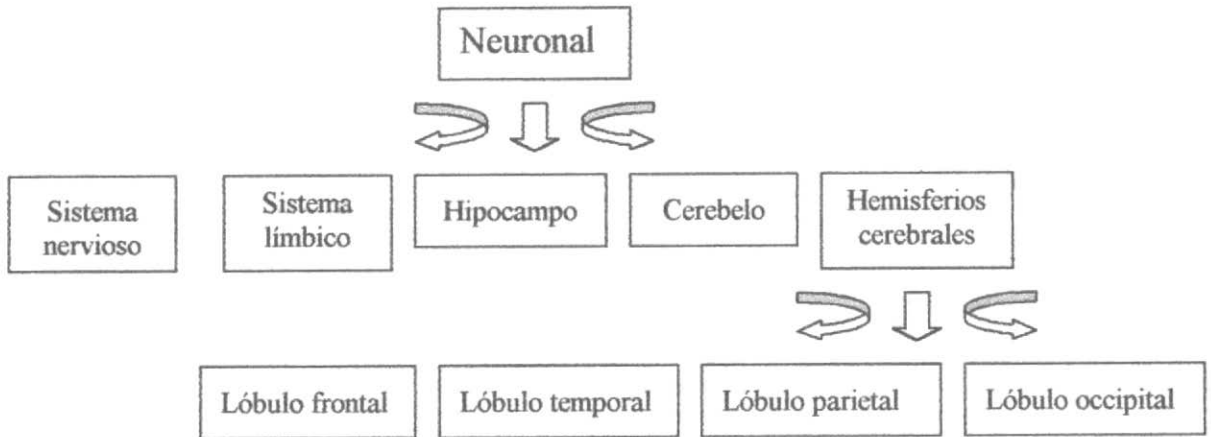 Neuronal
Sistema
nervioso
Sistema
límbico
Hipocampo
Cerebelo
Hemisferios
cerebrales
Lóbulo frontal
Lóbulo temporal
Lóbulo parietal
Lóbulo occipital